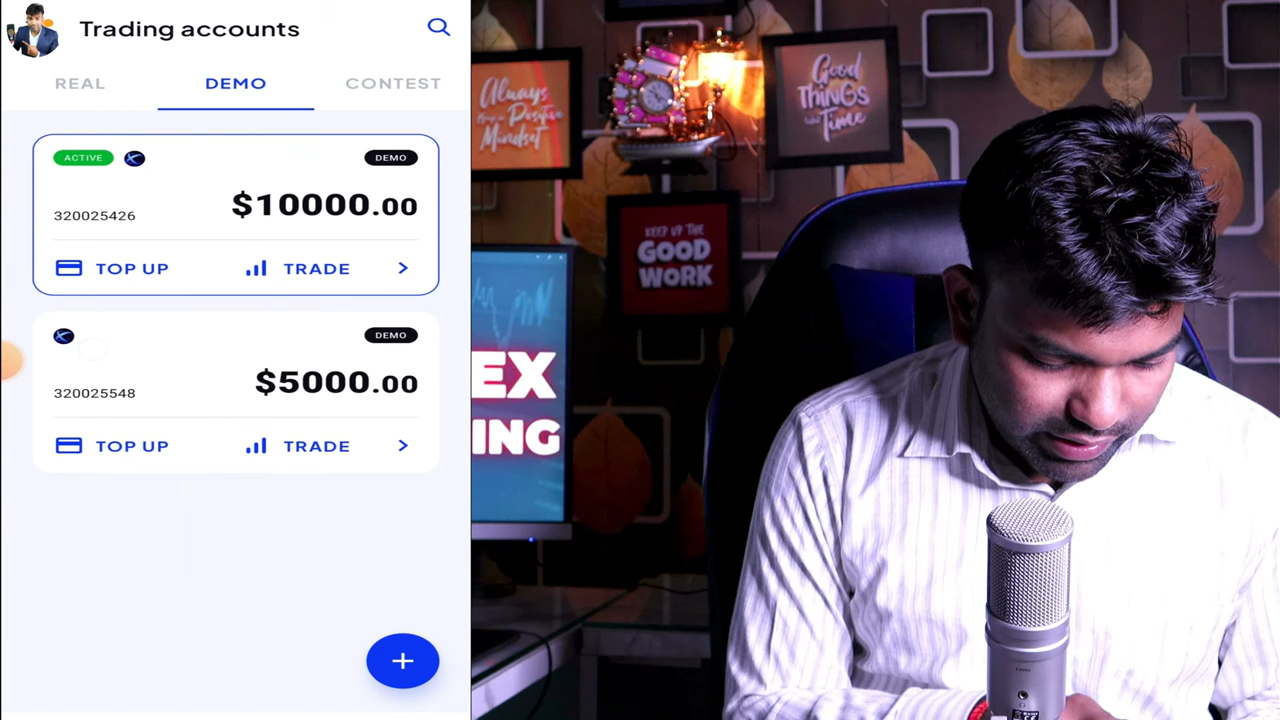 Trading accounts
REAL
DEMO
CONTEST
ACTIVE
DEMO
320025426
$10000.00
TOP UP
TRADE
DEMO
320025548
$5000.00
TOP UP
TRADE
Always
Positive
Mindset
Good
THINGS
Time
KEEP UP THE
GOOD
WORK
EX
ING